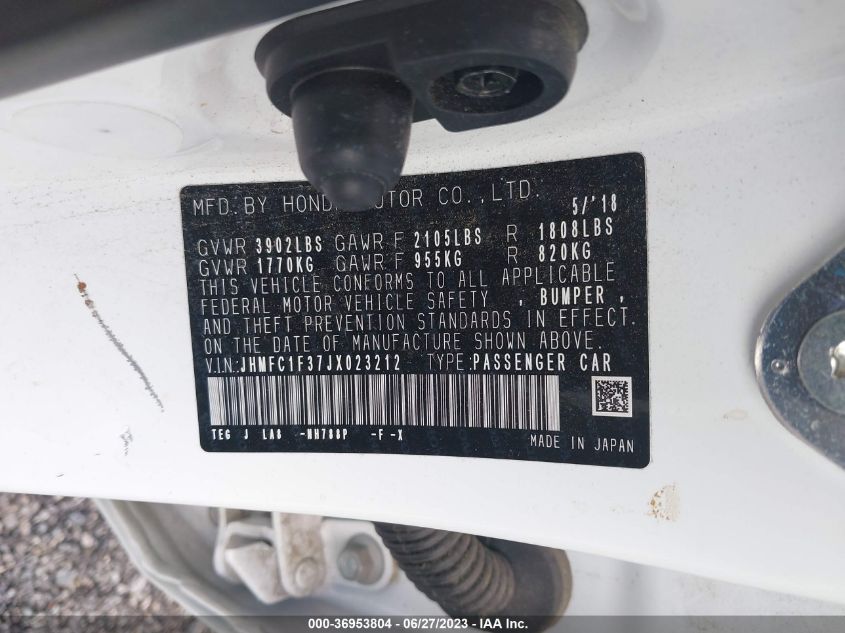 MFD. BY HONDA MOTOR CO., LTD. 5/'18
GVWR 3902LBS GAWR F 2105LBS R 1808LBS
GVWR 1770KG GAWR F 955KG R 820KG
THIS VEHICLE CONFORMS TO ALL APPLICABLE
FEDERAL MOTOR VEHICLE SAFETY , BUMPER ,
AND THEFT PREVENTION STANDARDS IN EFFECT
ON THE DATE OF MANUFACTURE SHOWN ABOVE.
V.I.N: JHMFC1F37JX023212 TYPE:PASSENGER CAR
TEG J LA8 -NH788P -F -X
MADE IN JAPAN
000-36953804 - 06/27/2023 - IAA Inc.